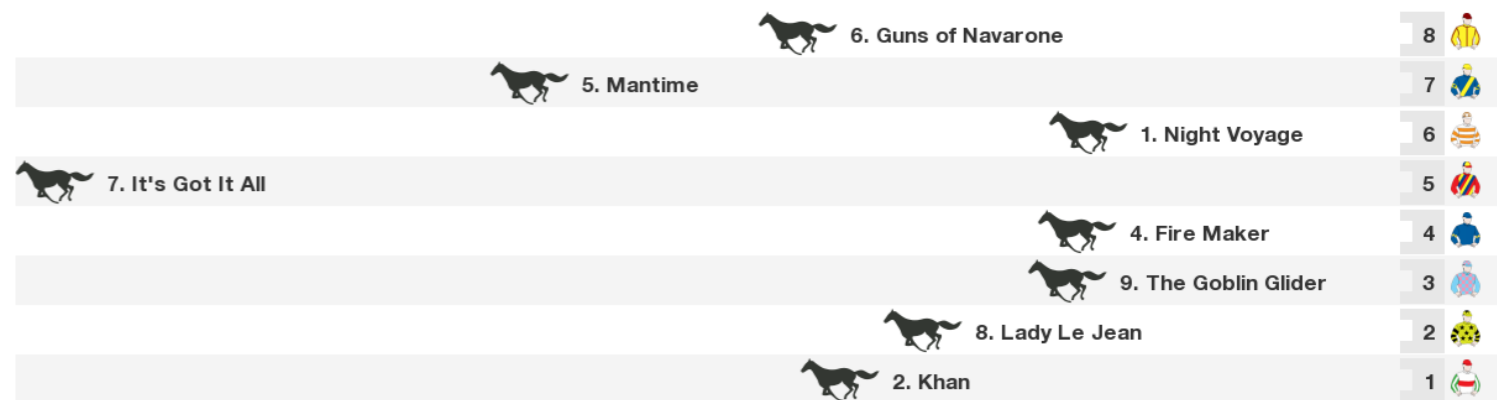 6. Guns of Navarone 8
5. Mantime 7
1. Night Voyage 6
7. It's Got It All 5
4. Fire Maker 4
9. The Goblin Glider 3
8. Lady Le Jean 2
2. Khan 1